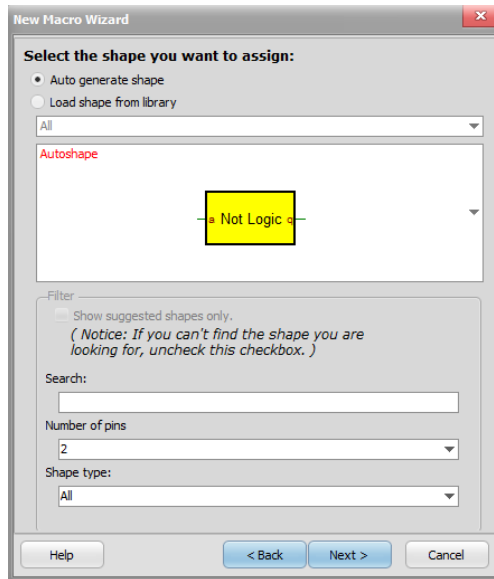 New Macro Wizard
Select the shape you want to assign:
Auto generate shape
Load shape from library
All
Autoshape
a Not Logic q
Filter
Show suggested shapes only.
( Notice: If you can't find the shape you are
looking for, uncheck this checkbox. )
Search:
Number of pins
2
Shape type:
All
Help
< Back
Next >
Cancel